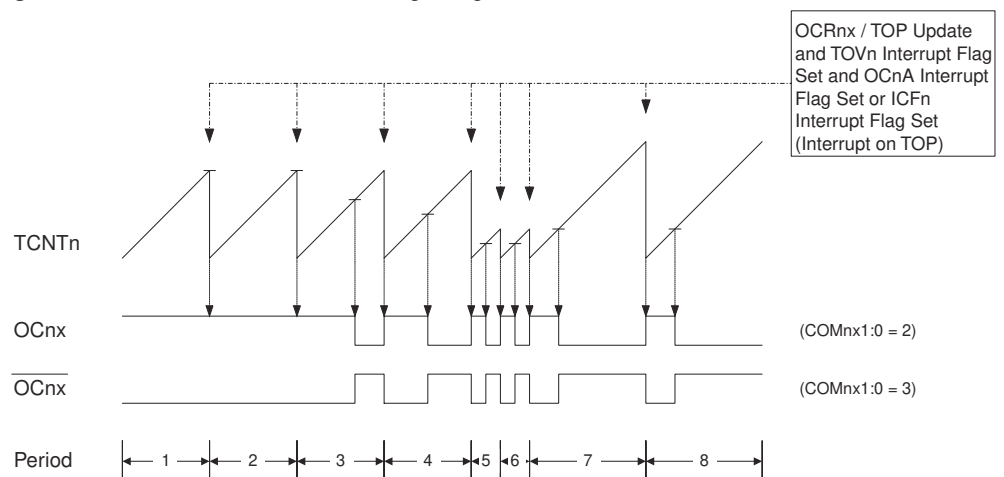 OCRnx / TOP Update
and TOVn Interrupt Flag
Set and OCnA Interrupt
Flag Set or ICFn
Interrupt Flag Set
(Interrupt on TOP)
TCNTn
OCnx (COMnx1:0 = 2)
OCnx (COMnx1:0 = 3)
Period 1 2 3 4 5 6 7 8